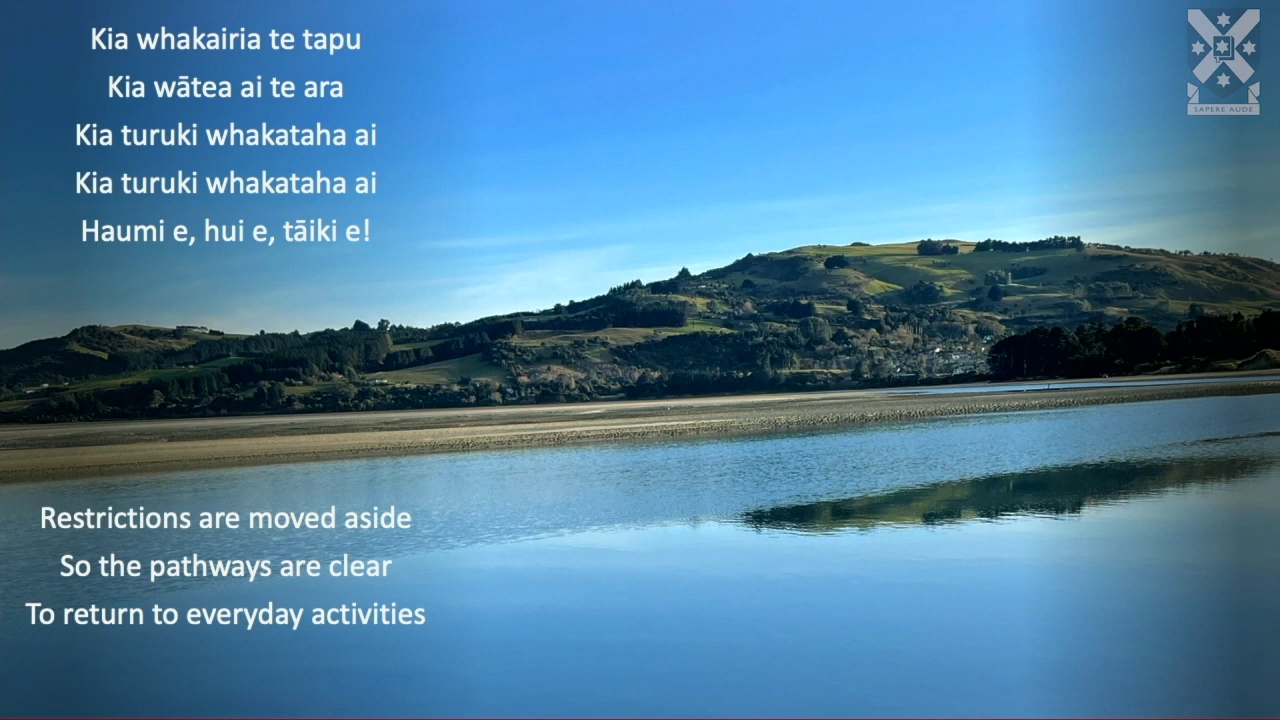 Kia whakairia te tapu
Kia wātea ai te ara
Kia turuki whakataha ai
Kia turuki whakataha ai
Haumi e, hui e, tāiki e!
SAPERE AUDE
Restrictions are moved aside
So the pathways are clear
To return to everyday activities